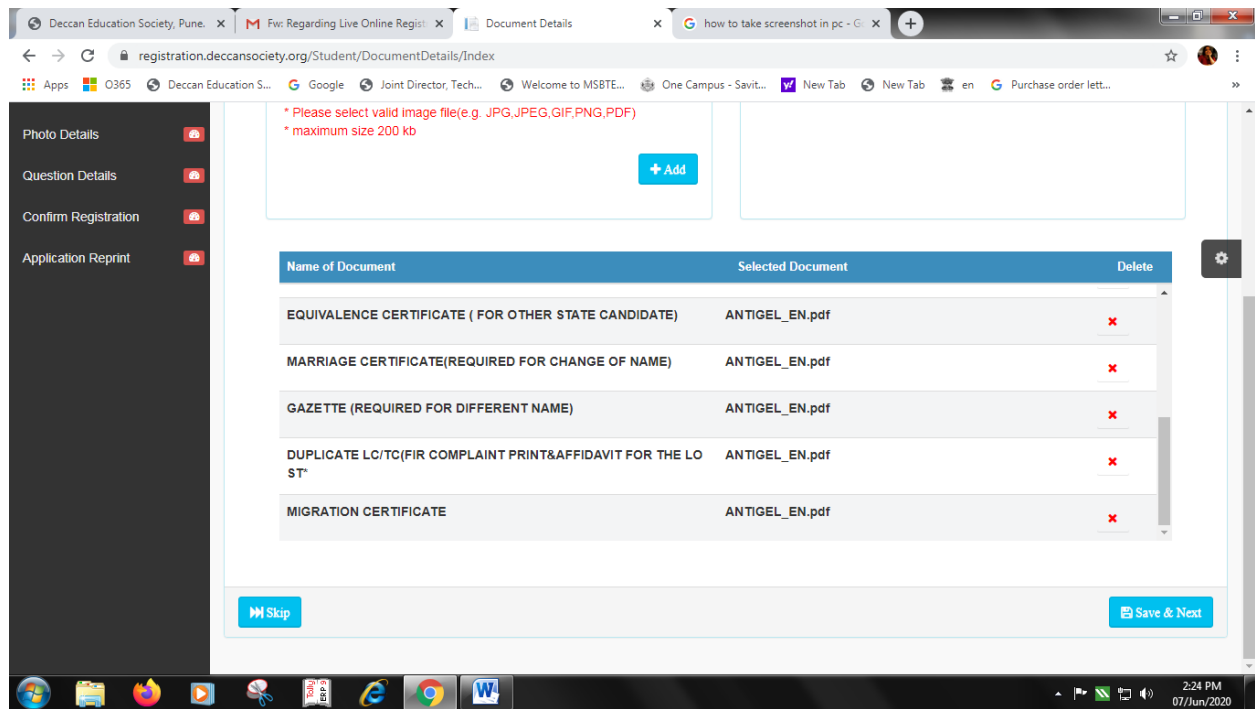 Deccan Education Society, Pune.
Fw: Regarding Live Online Regist
Document Details
how to take screenshot in pc - G
registration.deccansociety.org/Student/DocumentDetails/Index
Apps O365 Deccan Education S... Google Joint Director, Tech... Welcome to MSBTE... One Campus - Savit... New Tab New Tab en Purchase order lett...
* Please select valid image file(e.g. JPG,JPEG,GIF,PNG,PDF)
* maximum size 200 kb
Add
Photo Details
Question Details
Confirm Registration
Application Reprint
Name of Document Selected Document Delete
EQUIVALENCE CERTIFICATE ( FOR OTHER STATE CANDIDATE) ANTIGEL_EN.pdf
MARRIAGE CERTIFICATE(REQUIRED FOR CHANGE OF NAME) ANTIGEL_EN.pdf
GAZETTE (REQUIRED FOR DIFFERENT NAME) ANTIGEL_EN.pdf
DUPLICATE LC/TC(FIR COMPLAINT PRINT&AFFIDAVIT FOR THE LO ANTIGEL_EN.pdf
ST*
MIGRATION CERTIFICATE ANTIGEL_EN.pdf
Skip
Save & Next
Tally
ERP 9
2:24 PM
07/Jun/2020